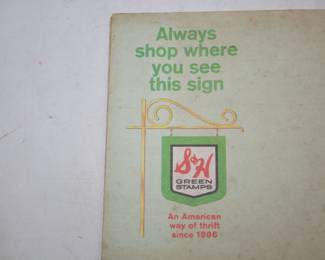 Always
shop where
you see
this sign
S&H
GREEN
STAMPS
An American
way of thrift
since 1896